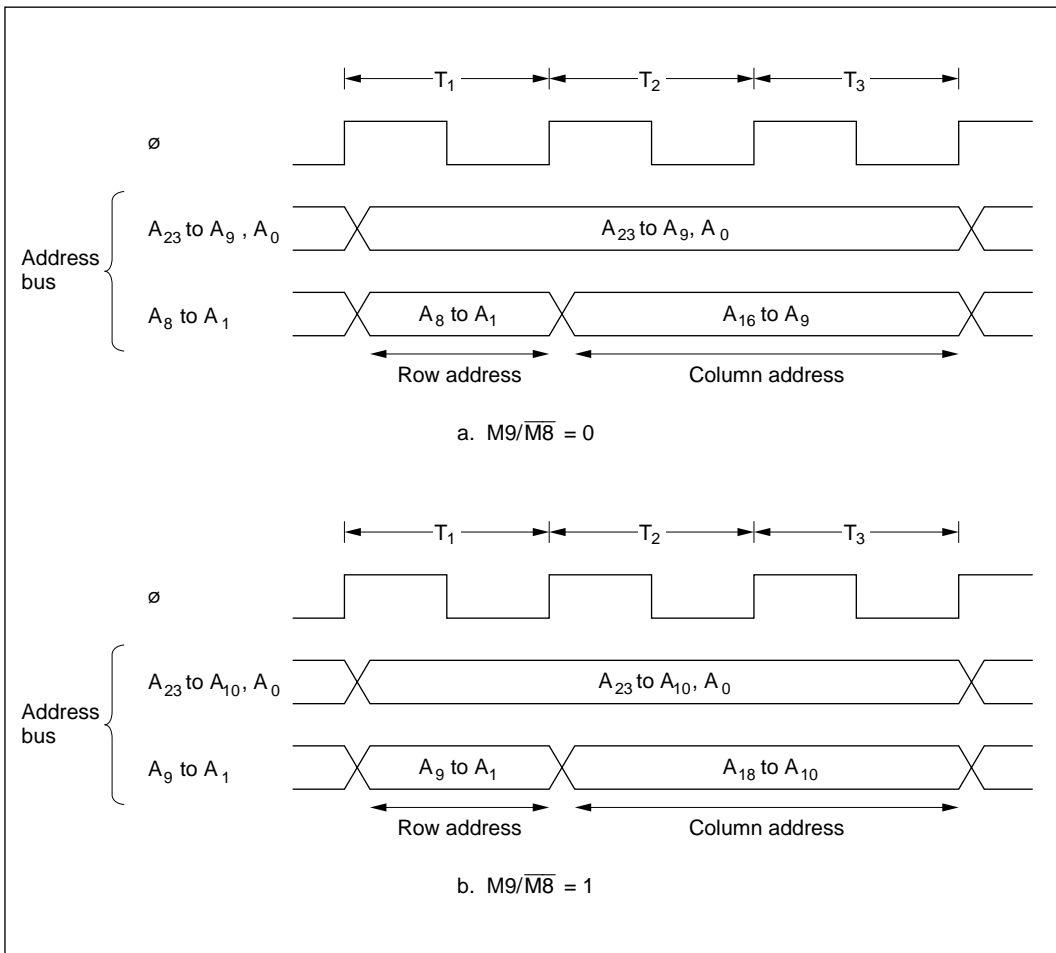 T1 T2 T3
ø
Address bus
A23 to A9 , A0
A23 to A9, A0
A8 to A1
A8 to A1
A16 to A9
Row address
Column address
a. M9/M8̅ = 0
T1 T2 T3
ø
Address bus
A23 to A10, A0
A23 to A10, A0
A9 to A1
A9 to A1
A18 to A10
Row address
Column address
b. M9/M8̅ = 1